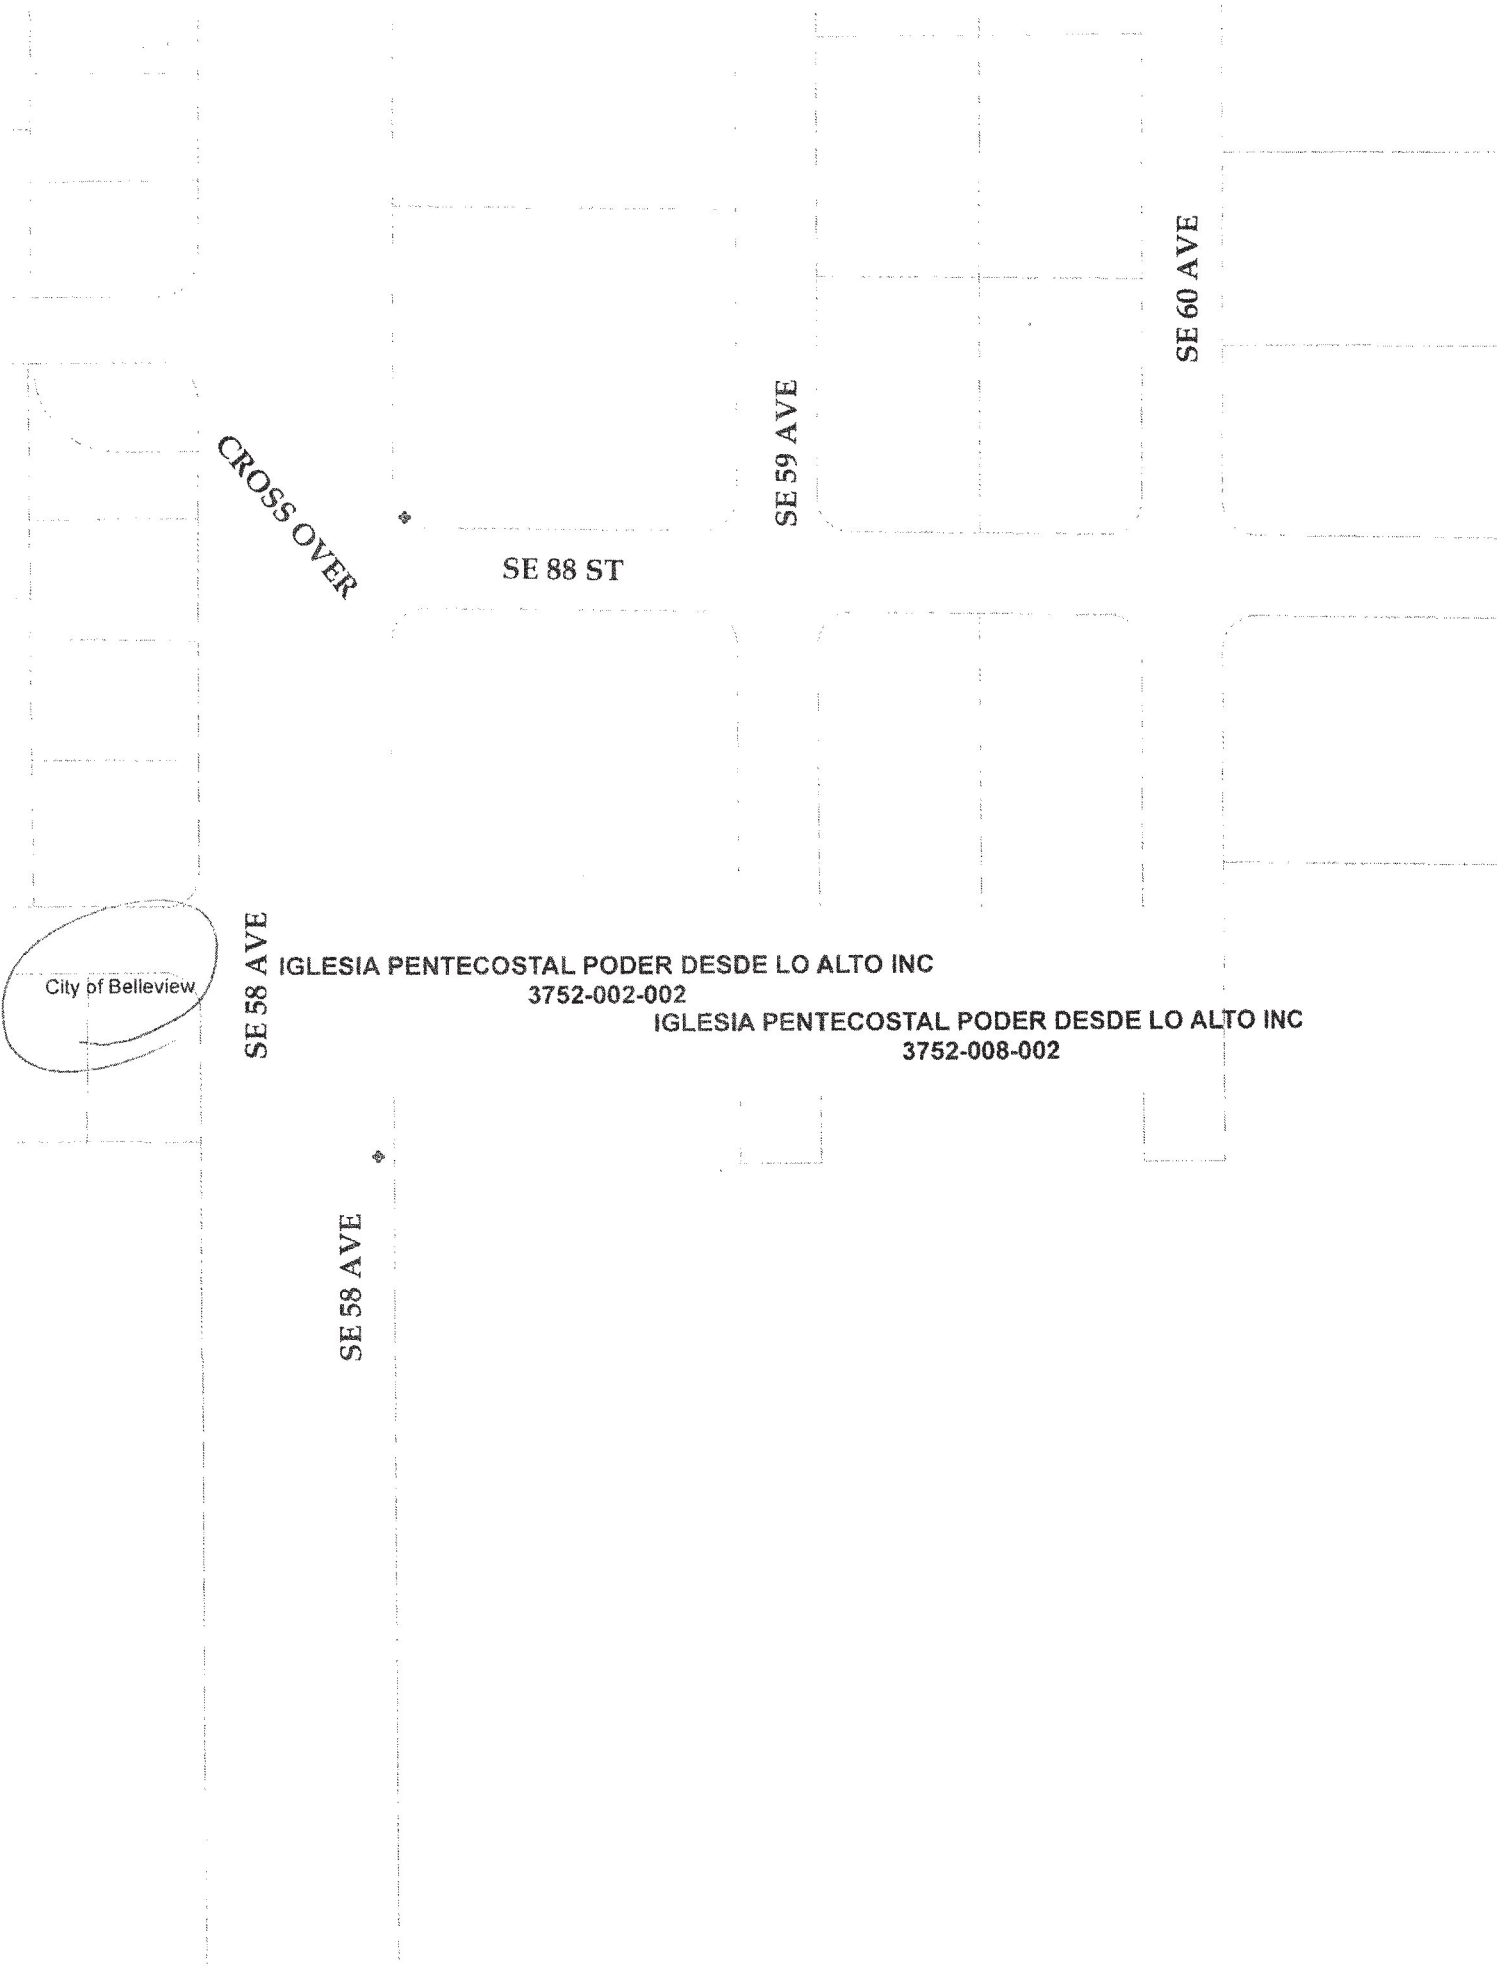 SE 60 AVE
SE 59 AVE
CROSS OVER
SE 88 ST
SE 58 AVE
IGLESIA PENTECOSTAL PODER DESDE LO ALTO INC
3752-002-002
City of Belleview
IGLESIA PENTECOSTAL PODER DESDE LO ALTO INC
3752-008-002
SE 58 AVE